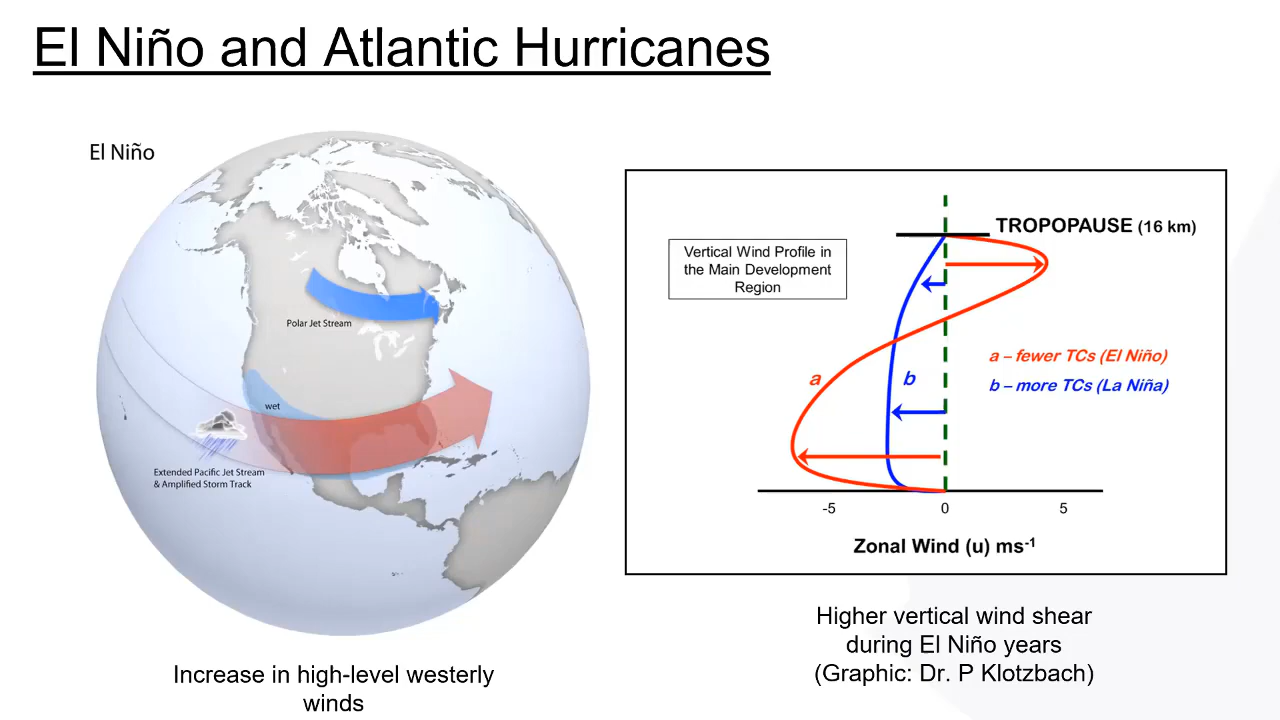 El Niño and Atlantic Hurricanes
El Niño
Polar Jet Stream
wet
Extended Pacific Jet Stream
& Amplified Storm Track
Increase in high-level westerly
winds
TROPOPAUSE (16 km)
Vertical Wind Profile in
the Main Development
Region
a – fewer TCs (El Niño)
a
b
b – more TCs (La Niña)
-5 0 5
Zonal Wind (u) ms⁻¹
Higher vertical wind shear
during El Niño years
(Graphic: Dr. P Klotzbach)